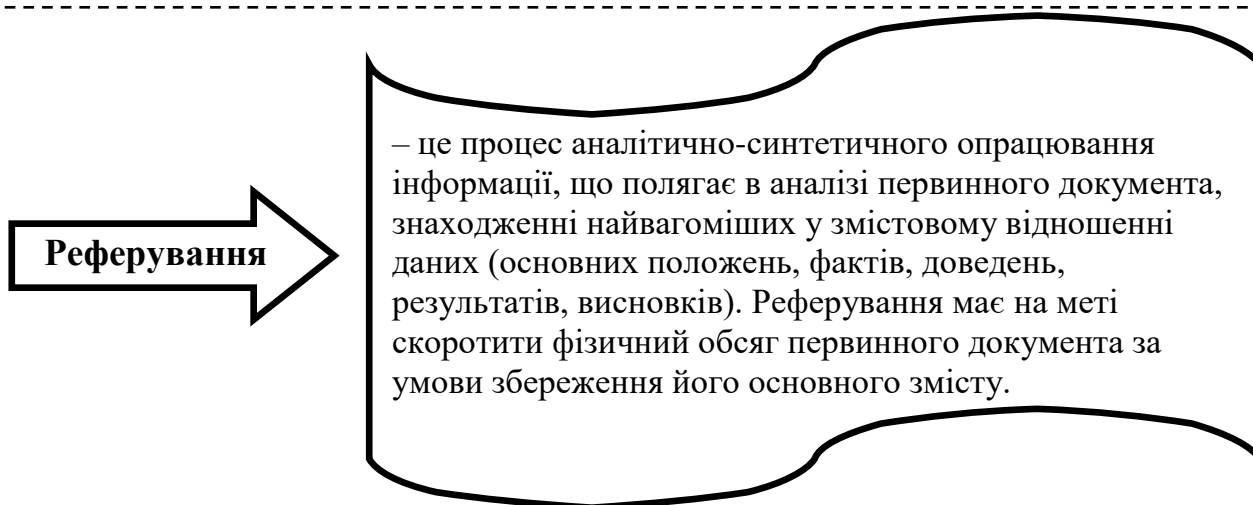 – це процес аналітично-синтетичного опрацювання
інформації, що полягає в аналізі первинного документа,
знаходженні найвагоміших у змістовому відношенні
Реферування
даних (основних положень, фактів, доведень,
результатів, висновків). Реферування має на меті
скоротити фізичний обсяг первинного документа за
умови збереження його основного змісту.